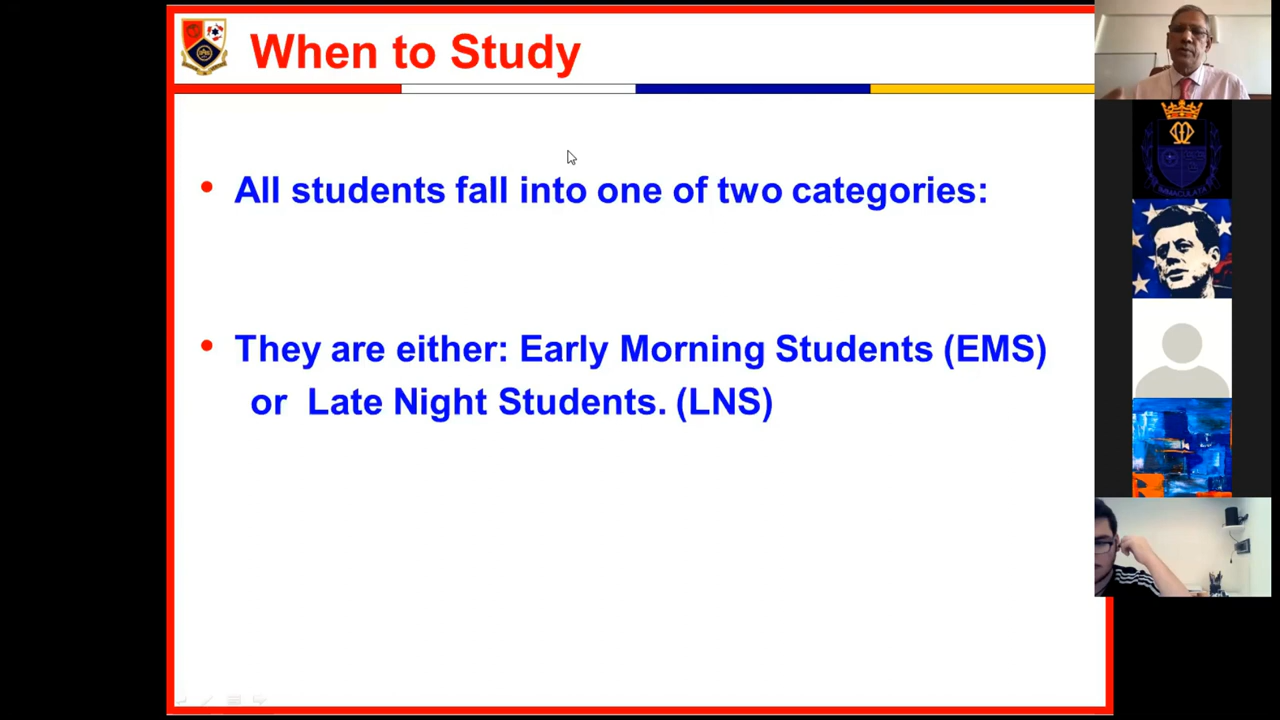 When to Study
All students fall into one of two categories:
They are either: Early Morning Students (EMS)
or Late Night Students. (LNS)
IMMACULATA